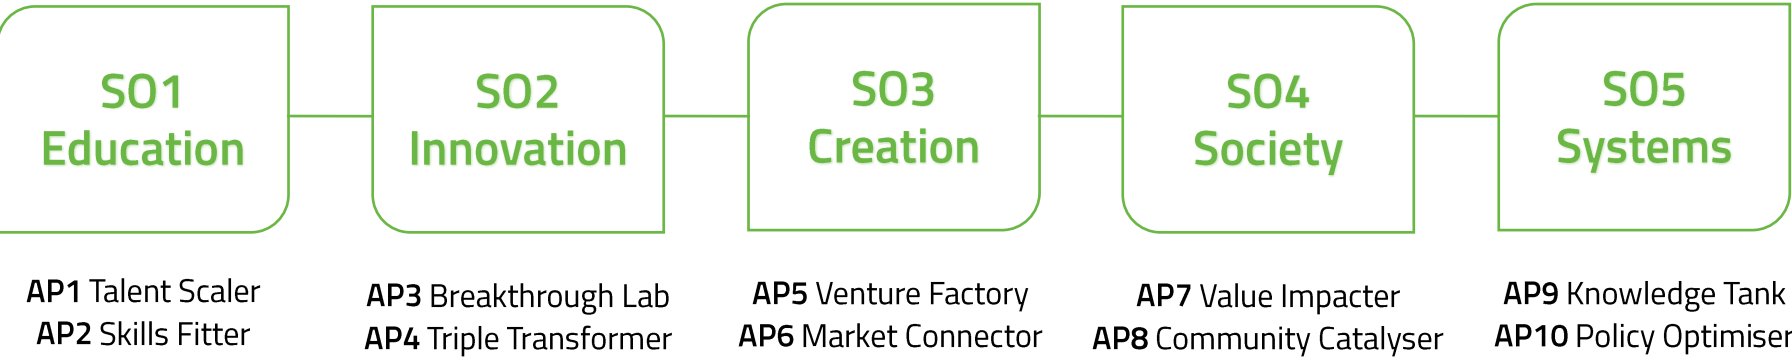 SO1
Education
SO2
Innovation
SO3
Creation
SO4
Society
SO5
Systems
AP1 Talent Scaler
AP2 Skills Fitter
AP3 Breakthrough Lab
AP4 Triple Transformer
AP5 Venture Factory
AP6 Market Connector
AP7 Value Impacter
AP8 Community Catalyser
AP9 Knowledge Tank
AP10 Policy Optimiser